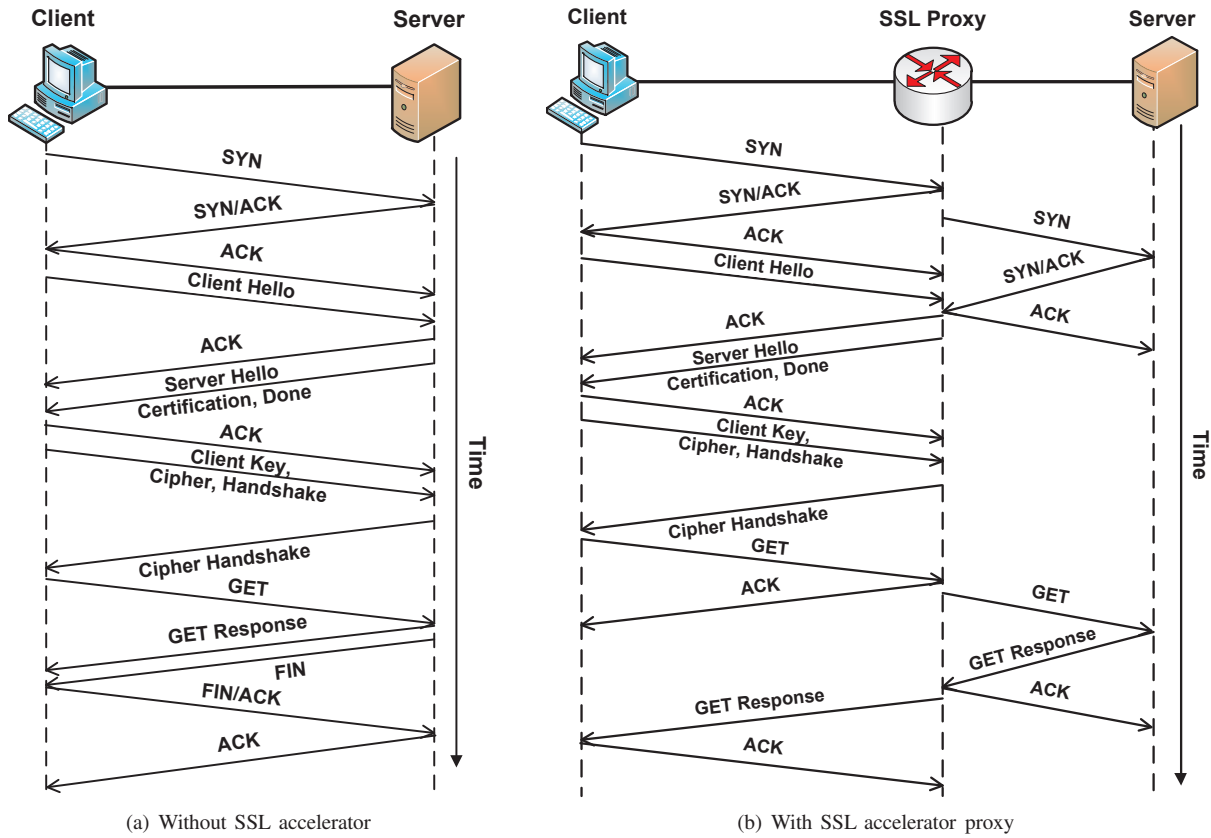 Client
Server
SYN
SYN/ACK
ACK
Client Hello
ACK
Server Hello
Certification, Done
ACK
Client Key,
Cipher, Handshake
Cipher Handshake
GET
GET Response
FIN
FIN/ACK
ACK
Time
(a) Without SSL accelerator
Client
SSL Proxy
Server
SYN
SYN/ACK
SYN
ACK
Client Hello
SYN/ACK
ACK
ACK
Server Hello
Certification, Done
ACK
Client Key,
Cipher, Handshake
Cipher Handshake
GET
ACK
GET
GET Response
ACK
GET Response
ACK
Time
(b) With SSL accelerator proxy